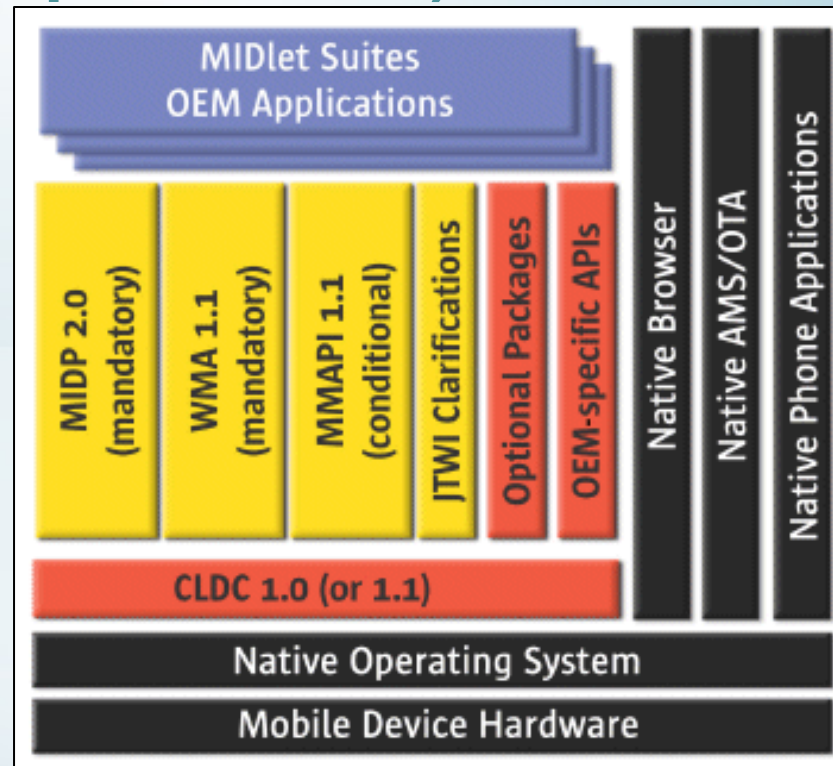 MIDlet Suites
OEM Applications
MIDP 2.0
(mandatory)
WMA 1.1
(mandatory)
MMAPI 1.1
(conditional)
JTWI Clarifications
Optional Packages
OEM-specific APIs
Native Browser
Native AMS/OTA
Native Phone Applications
CLDC 1.0 (or 1.1)
Native Operating System
Mobile Device Hardware